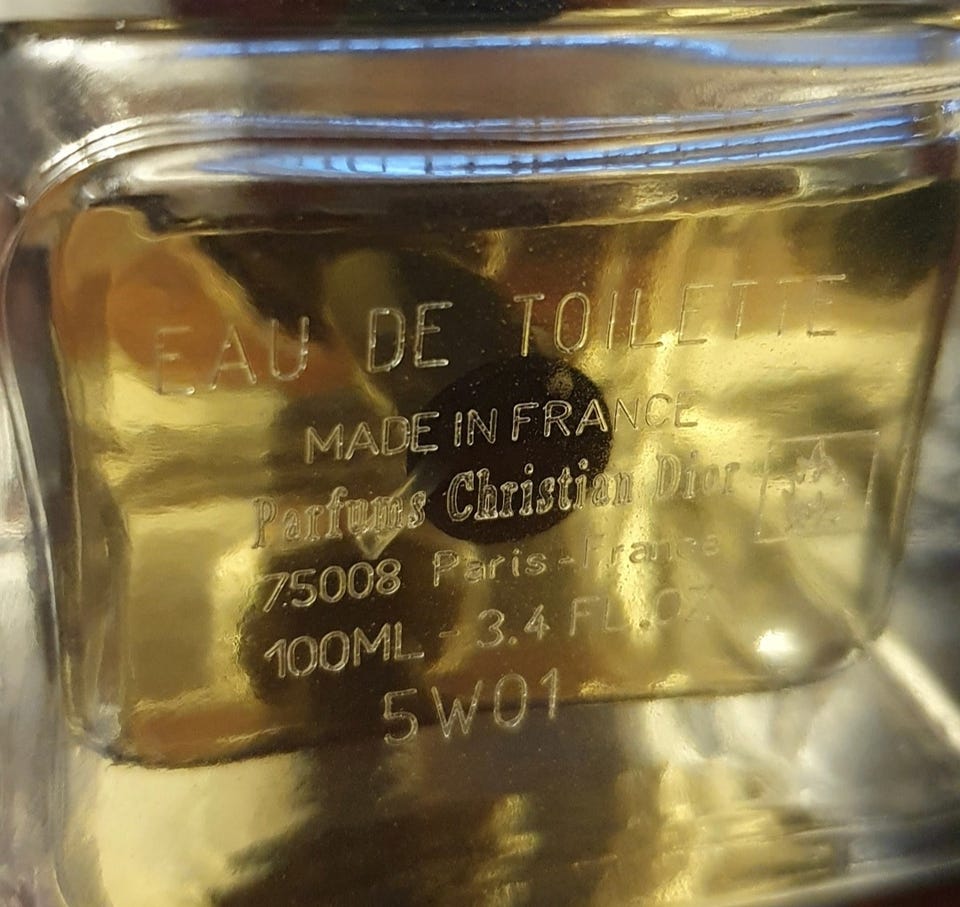 EAU DE TOILETTE
MADE IN FRANCE
Parfums Christian Dior
75008 Paris-France
100ML - 3.4 FL.OZ
5W01